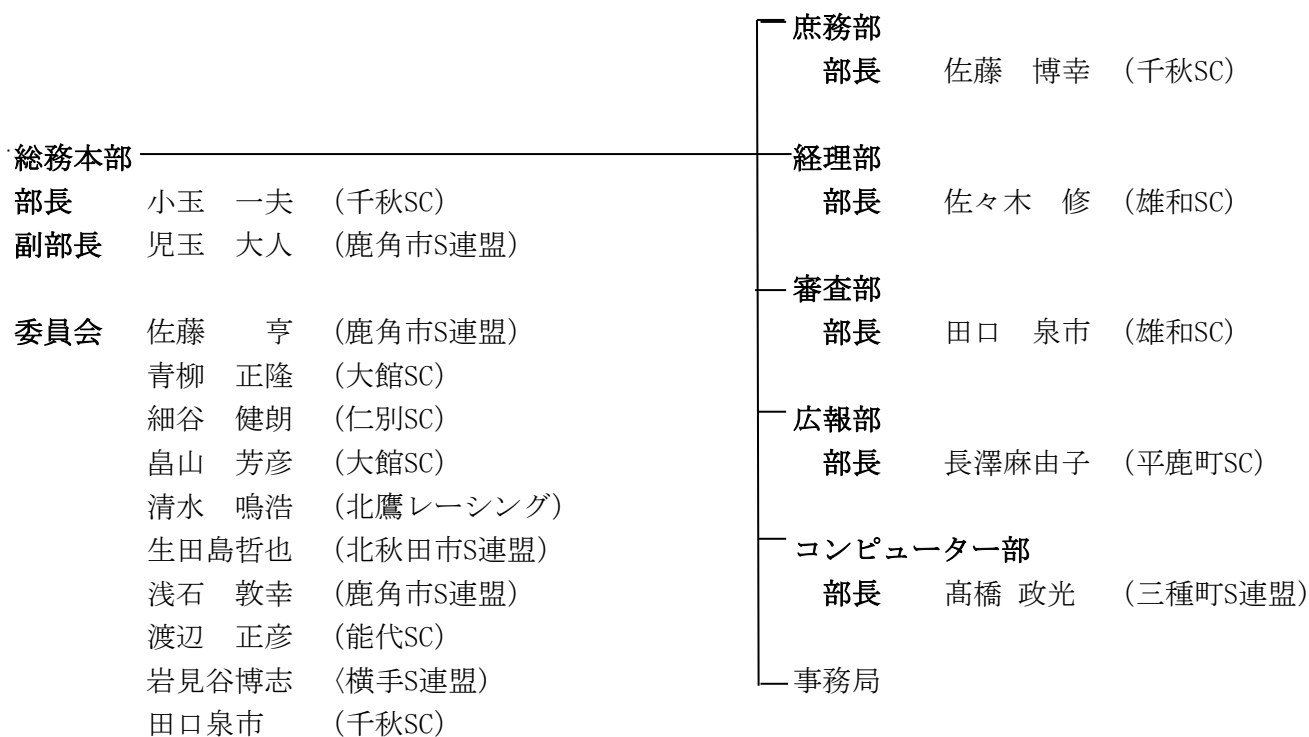 総務本部
部長 小玉 一夫 （千秋SC）
副部長 児玉 大人 （鹿角市S連盟）
委員会 佐藤 亨 （鹿角市S連盟）
青柳 正隆 （大館SC）
細谷 健朗 （仁別SC）
畠山 芳彦 （大館SC）
清水 鳴浩 （北鷹レーシング）
生田島哲也 （北秋田市S連盟）
浅石 敦幸 （鹿角市S連盟）
渡辺 正彦 （能代SC）
岩見谷博志 〈横手S連盟）
田口泉市 （千秋SC）
庶務部
部長 佐藤 博幸 （千秋SC）
経理部
部長 佐々木 修 （雄和SC）
審査部
部長 田口 泉市 （雄和SC）
広報部
部長 長澤麻由子 （平鹿町SC）
コンピューター部
部長 髙橋 政光 （三種町S連盟）
事務局